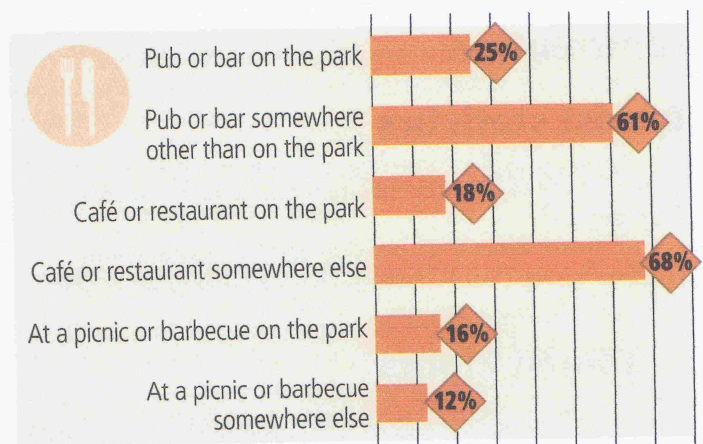 Pub or bar on the park
25%
Pub or bar somewhere
other than on the park
61%
Café or restaurant on the park
18%
Café or restaurant somewhere else
68%
At a picnic or barbecue on the park
16%
At a picnic or barbecue
somewhere else
12%